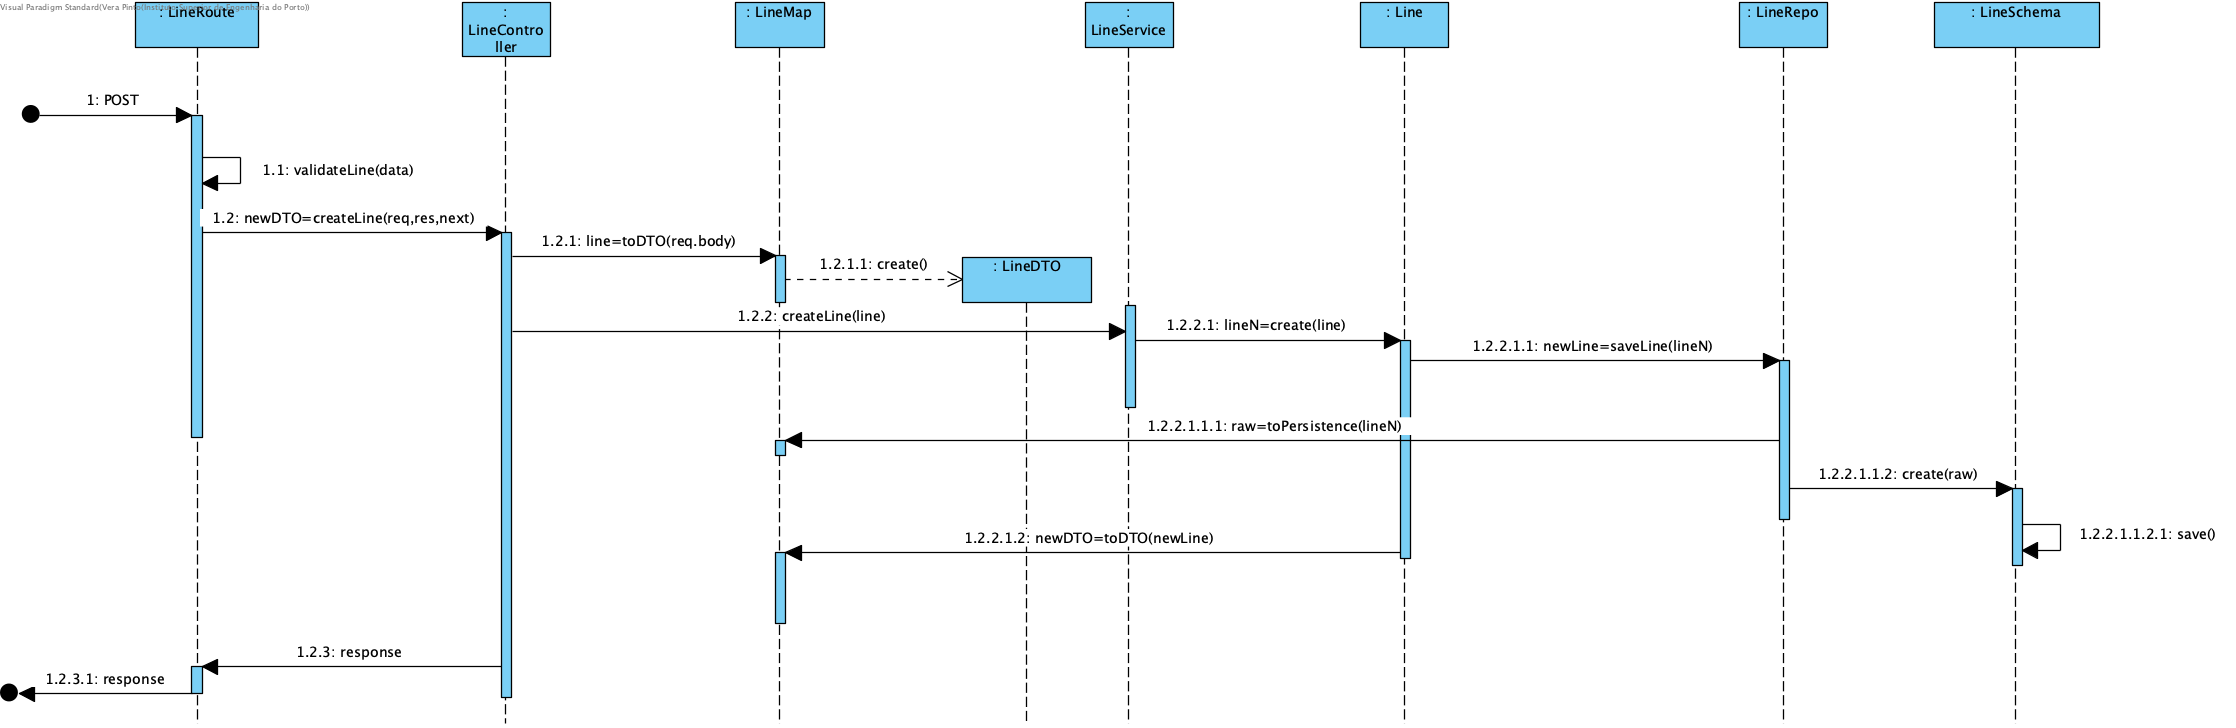 Visual Paradigm Standard(Vera Pinto(Instituto Superior de Engenharia do Porto))
: LineRoute
:
LineContro
ller
: LineMap
:
LineService
: Line
: LineRepo
: LineSchema
1: POST
1.1: validateLine(data)
1.2: newDTO=createLine(req,res,next)
1.2.1: line=toDTO(req.body)
1.2.1.1: create()
: LineDTO
1.2.2: createLine(line)
1.2.2.1: lineN=create(line)
1.2.2.1.1: newLine=saveLine(lineN)
1.2.2.1.1.1: raw=toPersistence(lineN)
1.2.2.1.1.2: create(raw)
1.2.2.1.1.2.1: save()
1.2.2.1.2: newDTO=toDTO(newLine)
1.2.3: response
1.2.3.1: response